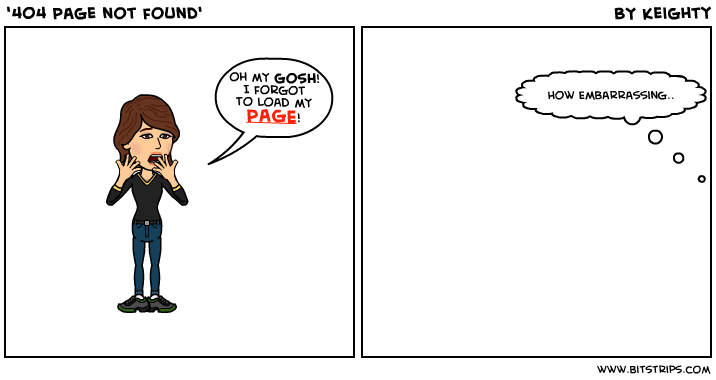 '404 PAGE NOT FOUND'
BY KEIGHTY
OH MY GOSH!
I FORGOT
TO LOAD MY
PAGE!
HOW EMBARRASSING..
WWW.BITSTRIPS.COM